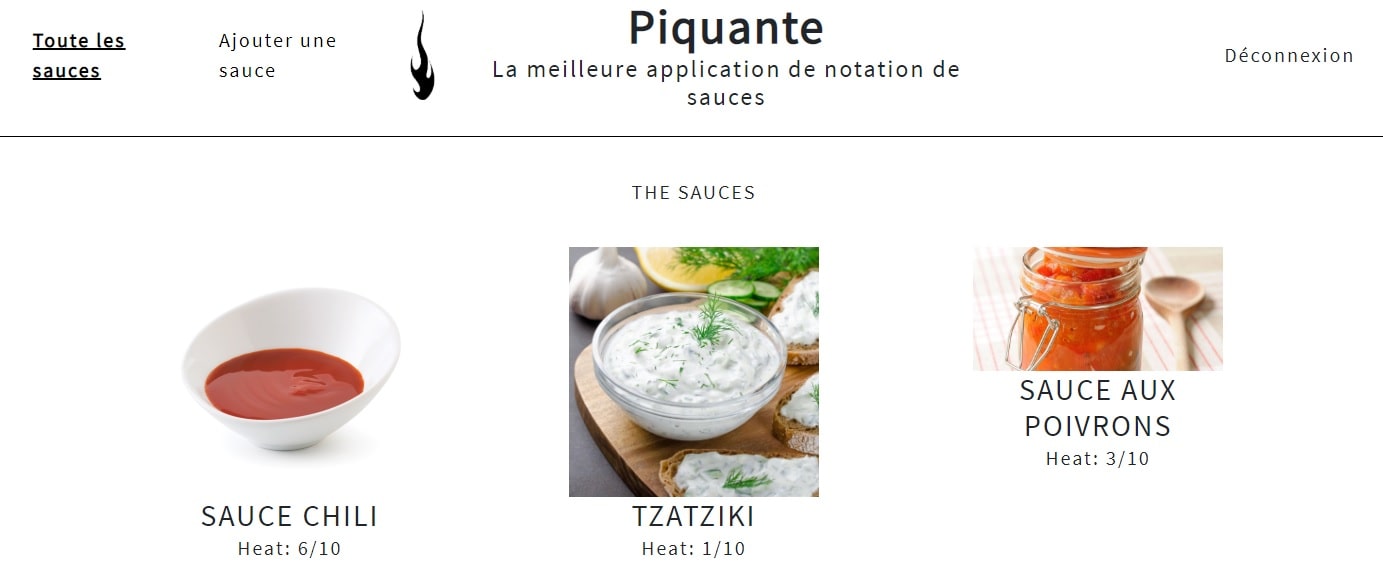 Toute les
sauces
Ajouter une
sauce
Piquante
La meilleure application de notation de
sauces
Déconnexion
THE SAUCES
SAUCE CHILI
Heat: 6/10
TZATZIKI
Heat: 1/10
SAUCE AUX
POIVRONS
Heat: 3/10